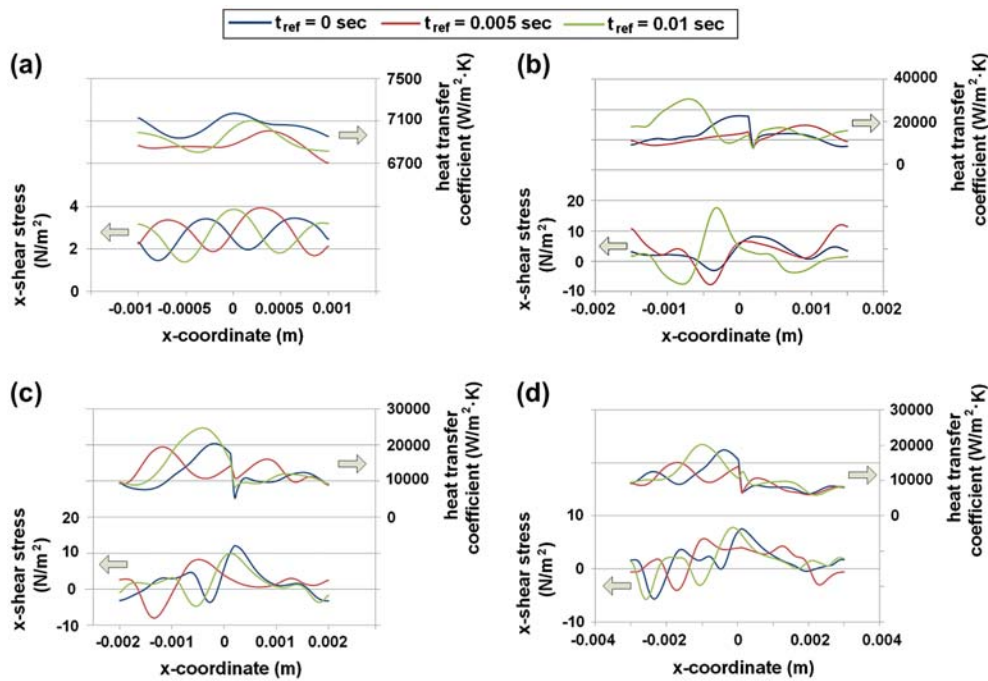 t_ref = 0 sec t_ref = 0.005 sec t_ref = 0.01 sec
(a)
7500
7100
6700
heat transfer
coefficient (W/m²·K)
x-shear stress
(N/m²)
4
2
0
-0.001 -0.0005 0 0.0005 0.001
x-coordinate (m)
(b)
40000
20000
0
heat transfer
coefficient (W/m²·K)
x-shear stress
(N/m²)
20
10
0
-10
-0.002 -0.001 0 0.001 0.002
x-coordinate (m)
(c)
30000
20000
10000
0
heat transfer
coefficient (W/m²·K)
x-shear stress
(N/m²)
20
10
0
-10
-0.002 -0.001 0 0.001 0.002
x-coordinate (m)
(d)
30000
20000
10000
0
heat transfer
coefficient (W/m²·K)
x-shear stress
(N/m²)
10
0
-10
-0.004 -0.002 0 0.002 0.004
x-coordinate (m)